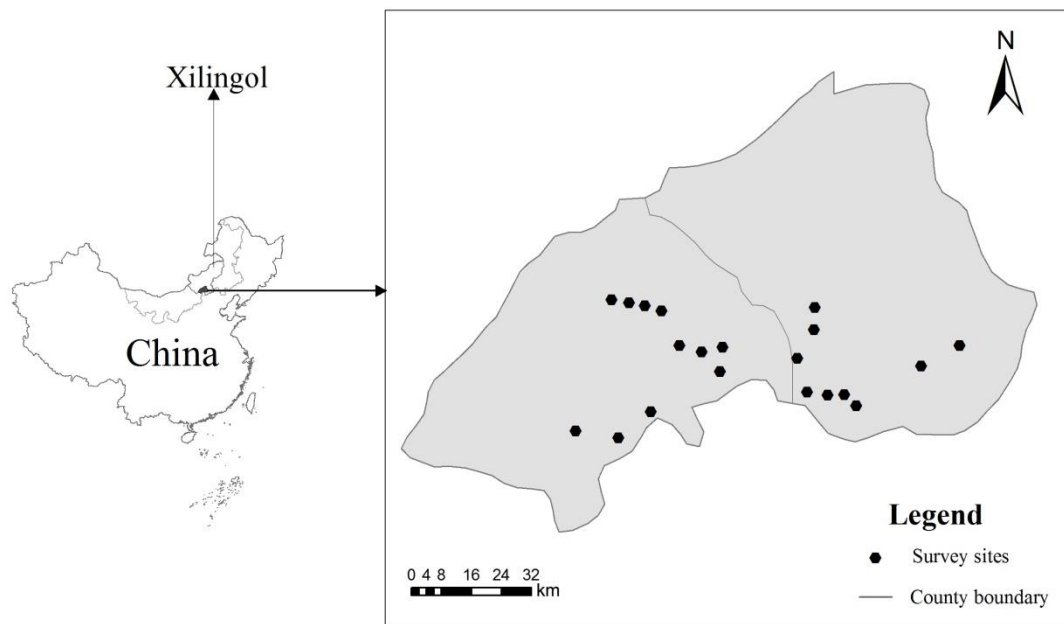 Xilingol
China
N
Legend
Survey sites
County boundary
0 4 8 16 24 32
km